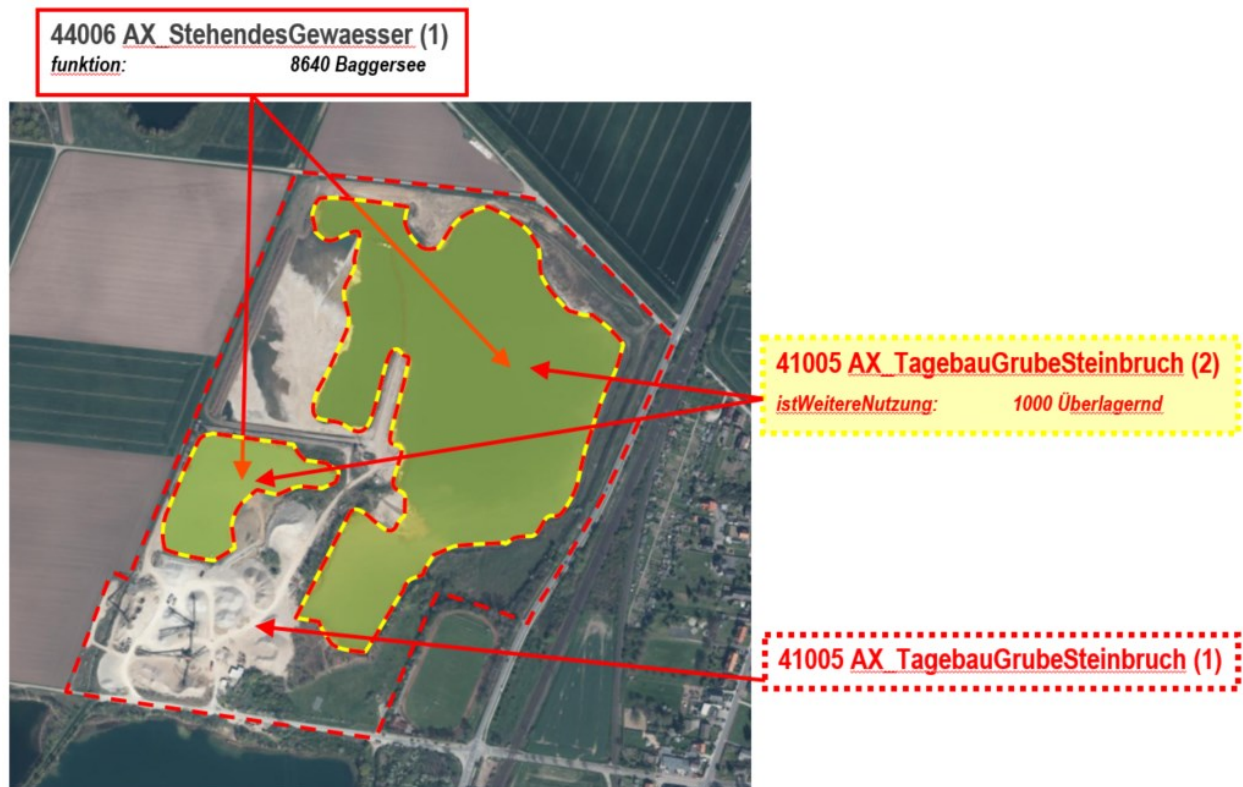 44006 AX_StehendesGewaesser (1)
funktion: 8640 Baggersee
41005 AX_TagebauGrubeSteinbruch (2)
istWeitereNutzung: 1000 Überlagernd
41005 AX_TagebauGrubeSteinbruch (1)